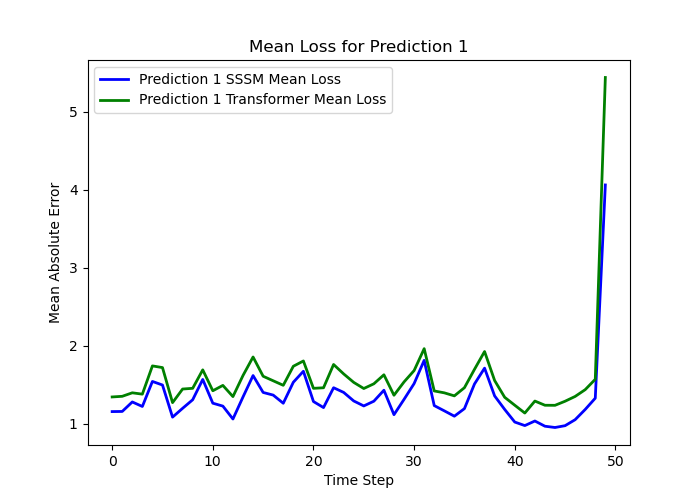 Mean Loss for Prediction 1
Prediction 1 SSSM Mean Loss
Prediction 1 Transformer Mean Loss
5
4
3
2
1
Mean Absolute Error
0 10 20 30 40 50
Time Step